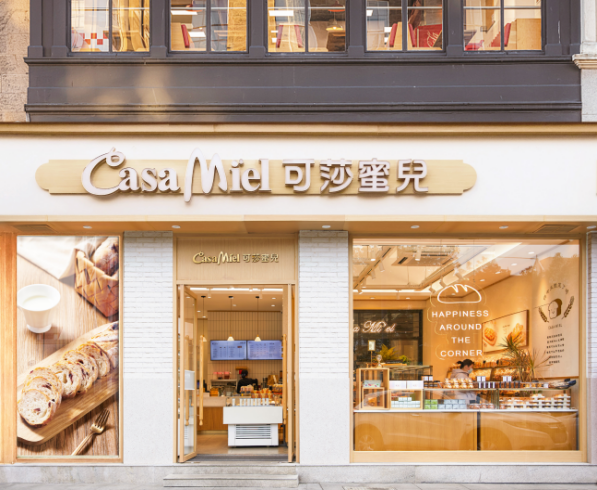 Casa Miel 可莎蜜兒
Casa Miel 可莎蜜兒
HAPPINESS
AROUND
THE
CORNER